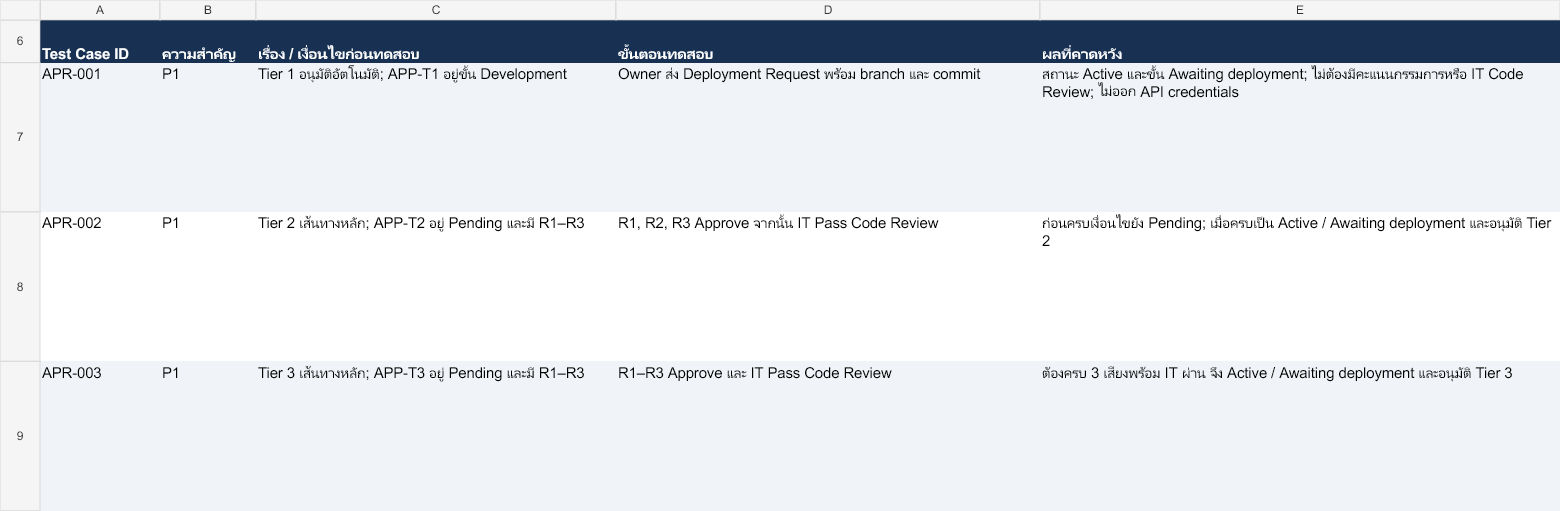 A B C D E
6 Test Case ID ความสำคัญ เรื่อง / เงื่อนไขก่อนทดสอบ ขั้นตอนทดสอบ ผลที่คาดหวัง
7 APR-001 P1 Tier 1 อนุมัติอัตโนมัติ; APP-T1 อยู่ขั้น Development Owner ส่ง Deployment Request พร้อม branch และ commit สถานะ Active และขั้น Awaiting deployment; ไม่ต้องมีคะแนนกรรมการหรือ IT Code
Review; ไม่ออก API credentials
8 APR-002 P1 Tier 2 เส้นทางหลัก; APP-T2 อยู่ Pending และมี R1–R3 R1, R2, R3 Approve จากนั้น IT Pass Code Review ก่อนครบเงื่อนไขยัง Pending; เมื่อครบเป็น Active / Awaiting deployment และอนุมัติ Tier
2
9 APR-003 P1 Tier 3 เส้นทางหลัก; APP-T3 อยู่ Pending และมี R1–R3 R1–R3 Approve และ IT Pass Code Review ต้องครบ 3 เสียงพร้อม IT ผ่าน จึง Active / Awaiting deployment และอนุมัติ Tier 3